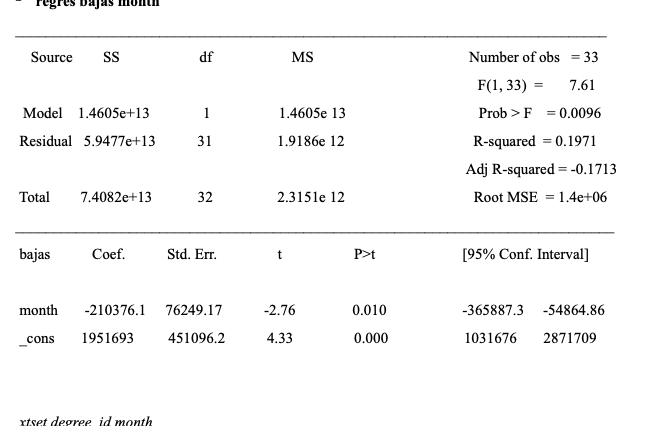 regres bajas month
Source SS df MS Number of obs = 33
F(1, 33) = 7.61
Model 1.4605e+13 1 1.4605e 13 Prob > F = 0.0096
Residual 5.9477e+13 31 1.9186e 12 R-squared = 0.1971
Adj R-squared = -0.1713
Total 7.4082e+13 32 2.3151e 12 Root MSE = 1.4e+06
bajas Coef. Std. Err. t P>t [95% Conf. Interval]
month -210376.1 76249.17 -2.76 0.010 -365887.3 -54864.86
_cons 1951693 451096.2 4.33 0.000 1031676 2871709
xtset degree_id month